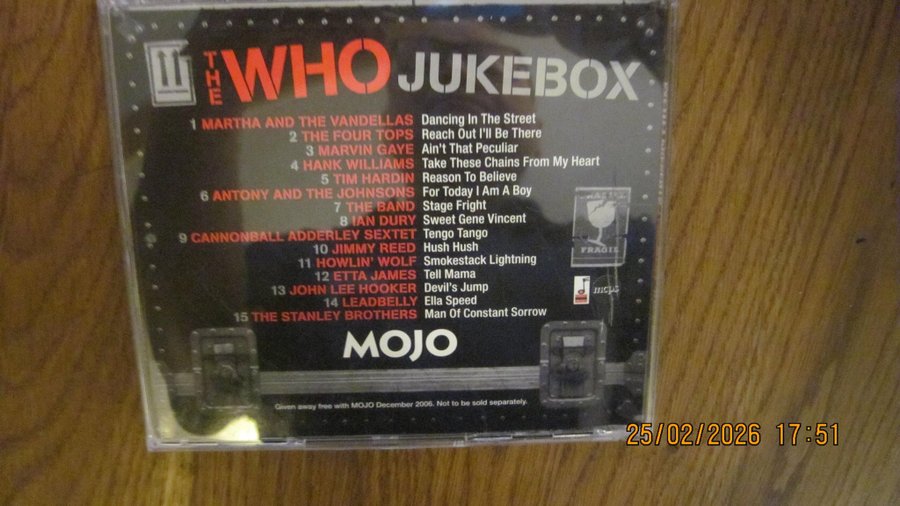 THE WHO JUKEBOX
1 MARTHA AND THE VANDELLAS Dancing In The Street
2 THE FOUR TOPS Reach Out I'll Be There
3 MARVIN GAYE Ain't That Peculiar
4 HANK WILLIAMS Take These Chains From My Heart
5 TIM HARDIN Reason To Believe
6 ANTONY AND THE JOHNSONS For Today I Am A Boy
7 THE BAND Stage Fright
8 IAN DURY Sweet Gene Vincent
9 CANNONBALL ADDERLEY SEXTET Tengo Tango
10 JIMMY REED Hush Hush
11 HOWLIN' WOLF Smokestack Lightning
12 ETTA JAMES Tell Mama
13 JOHN LEE HOOKER Devil's Jump
14 LEADBELLY Ella Speed
15 THE STANLEY BROTHERS Man Of Constant Sorrow
FRAGIL
mcps
MOJO
Given away free with MOJO December 2006. Not to be sold separately.
25/02/2026 17:51